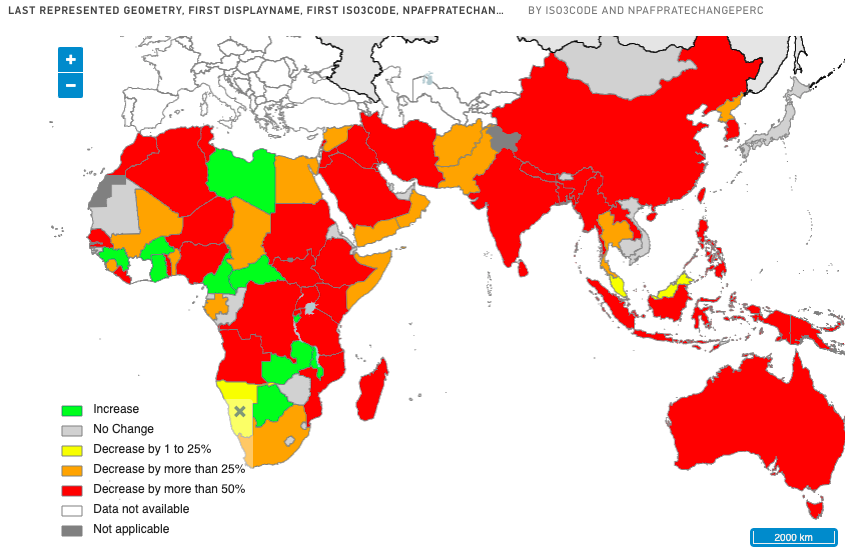 LAST REPRESENTED GEOMETRY, FIRST DISPLAYNAME, FIRST ISO3CODE, NPAFPRATECHAN... BY ISO3CODE AND NPAFPRATECHANGEPERC
+
−
Increase
No Change
Decrease by 1 to 25%
Decrease by more than 25%
Decrease by more than 50%
Data not available
Not applicable
2000 km